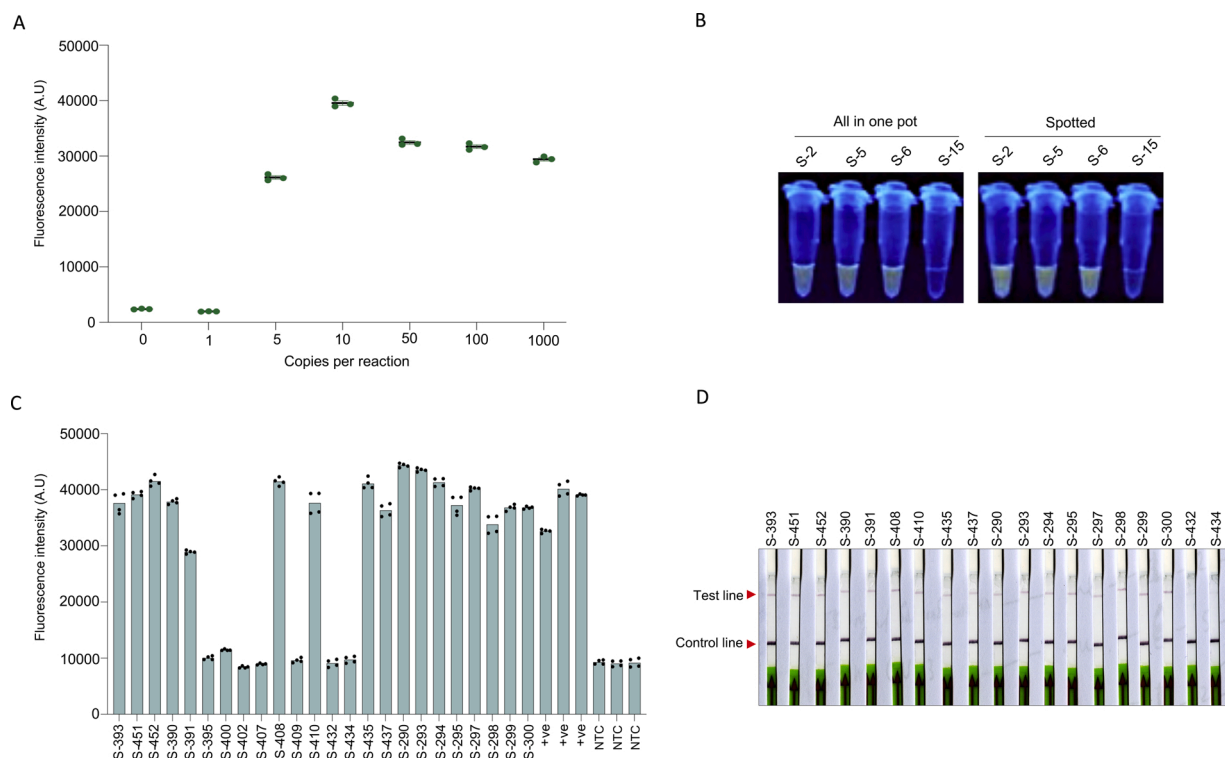 A
Fluorescence intensity (A.U)
50000
40000
30000
20000
10000
0
0 1 5 10 50 100 1000
Copies per reaction
B
All in one pot Spotted
S-2 S-5 S-6 S-15 S-2 S-5 S-6 S-15
C
Fluorescence intensity (A.U)
50000
40000
30000
20000
10000
0
S-393 S-451 S-452 S-390 S-391 S-395 S-400 S-402 S-407 S-408 S-409 S-410 S-432 S-434 S-435 S-437 S-290 S-293 S-294 S-295 S-297 S-298 S-299 S-300 +ve +ve +ve NTC NTC NTC
D
S-393 S-451 S-452 S-390 S-391 S-408 S-410 S-435 S-437 S-290 S-293 S-294 S-295 S-297 S-298 S-299 S-300 S-432 S-434
Test line
Control line